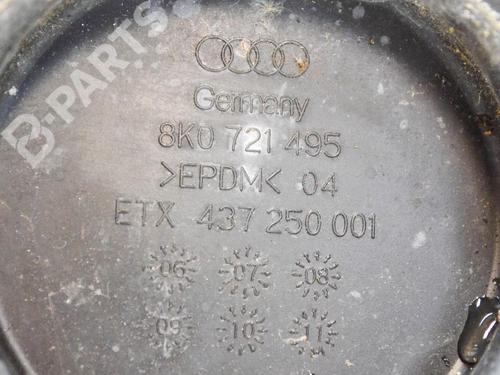 B-PARTS
Germany
8K0 721 495
>EPDM< 04
ETX 437 250 001
06 07 08
09 10 11